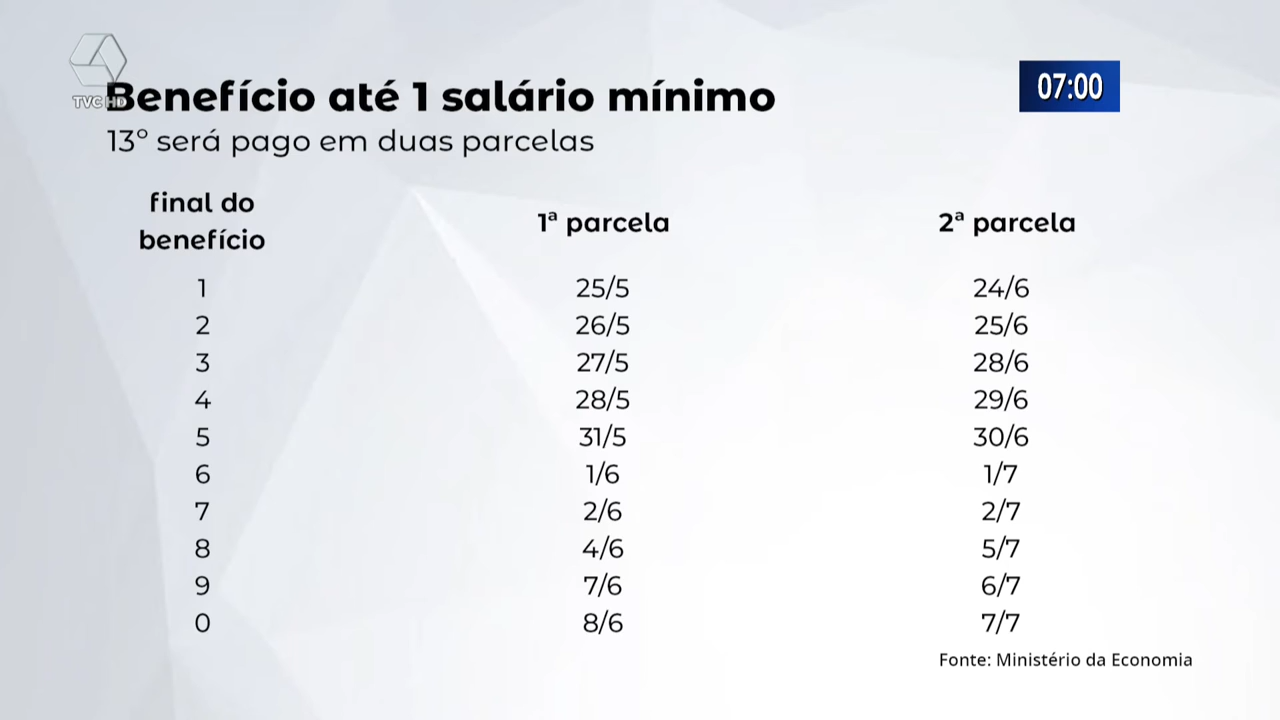 TVC HD
07:00
Benefício até 1 salário mínimo
13º será pago em duas parcelas
final do
benefício
1ª parcela
2ª parcela
1 25/5 24/6
2 26/5 25/6
3 27/5 28/6
4 28/5 29/6
5 31/5 30/6
6 1/6 1/7
7 2/6 2/7
8 4/6 5/7
9 7/6 6/7
0 8/6 7/7
Fonte: Ministério da Economia